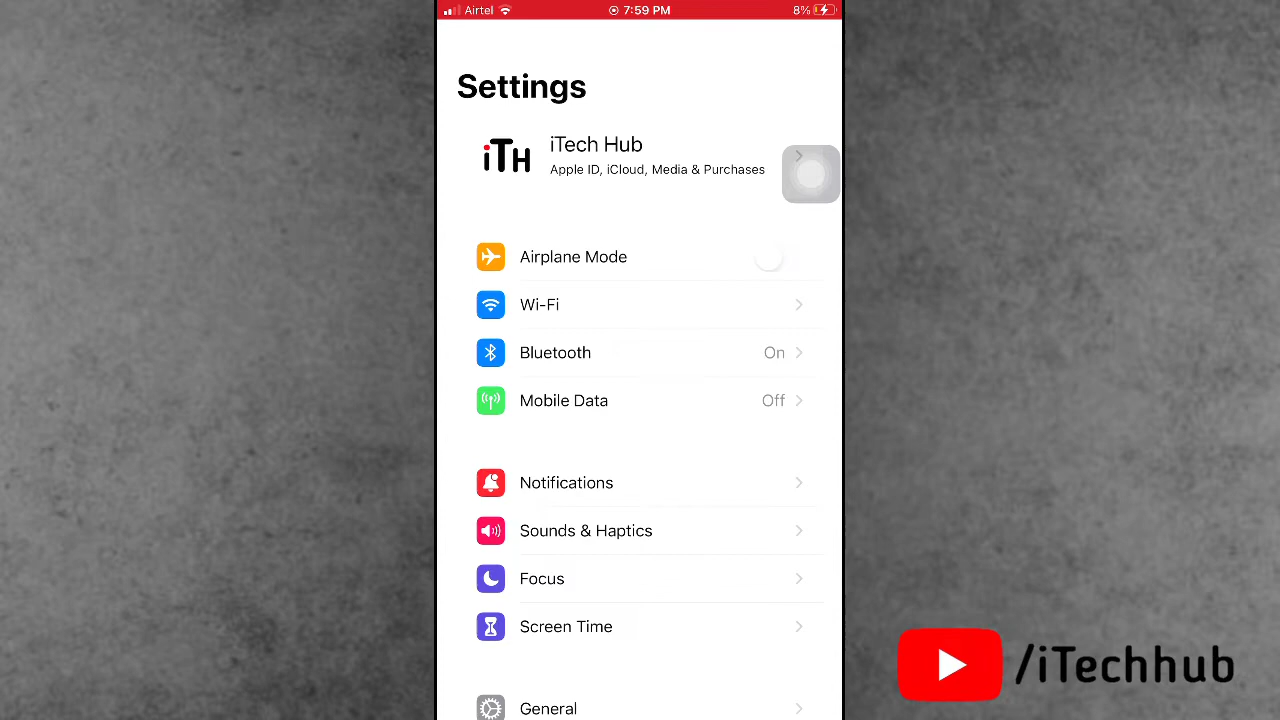 Airtel 7:59 PM 8%
Settings
iTH
iTech Hub
Apple ID, iCloud, Media & Purchases
Airplane Mode
Wi-Fi
Bluetooth On
Mobile Data Off
Notifications
Sounds & Haptics
Focus
Screen Time
General
/iTechhub